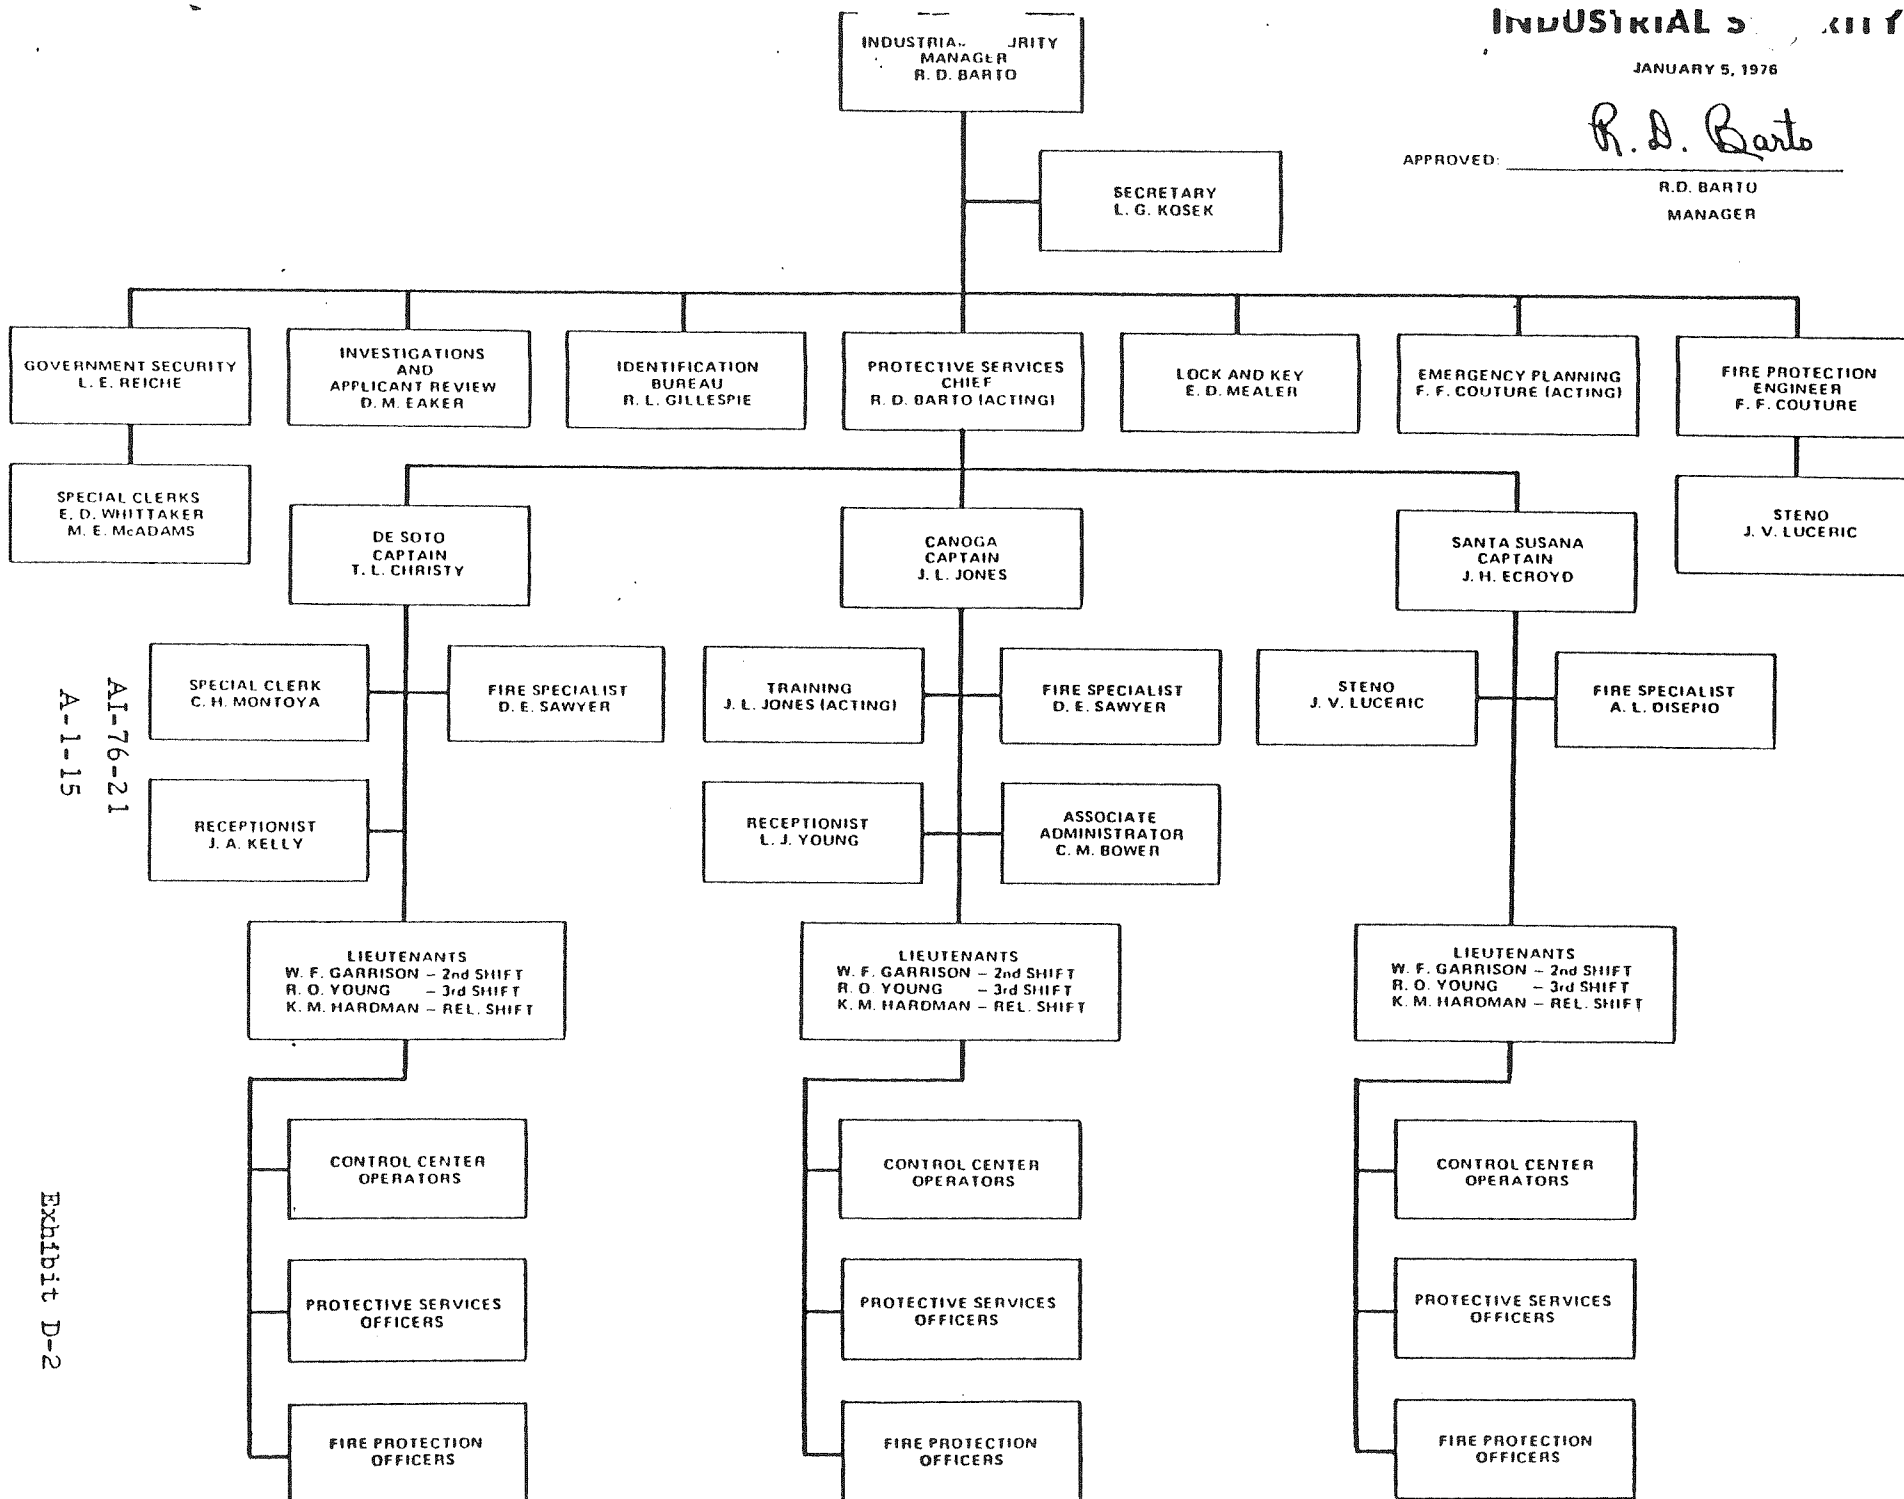 INDUSTRIAL
JANUARY 5, 1976
R. D. Barto
APPROVED:
R.D. BARTO
MANAGER
MANAGER
R. D. BARTO
SECRETARY
L. G. KOSEK
GOVERNMENT SECURITY
L. E. REICHE
INVESTIGATIONS
AND
APPLICANT REVIEW
D. M. EAKER
IDENTIFICATION
BUREAU
R. L. GILLESPIE
PROTECTIVE SERVICES
CHIEF
R. D. BARTO (ACTING)
LOCK AND KEY
E. D. MEALER
EMERGENCY PLANNING
F. F. COUTURE (ACTING)
FIRE PROTECTION
ENGINEER
F. F. COUTURE
SPECIAL CLERKS
E. D. WHITTAKER
M. E. McADAMS
STENO
J. V. LUCERIC
DE SOTO
CAPTAIN
T. L. CHRISTY
CANOGA
CAPTAIN
J. L. JONES
SANTA SUSANA
CAPTAIN
J. H. ECROYD
SPECIAL CLERK
C. H. MONTOYA
FIRE SPECIALIST
D. E. SAWYER
TRAINING
J. L. JONES (ACTING)
FIRE SPECIALIST
D. E. SAWYER
STENO
J. V. LUCERIC
FIRE SPECIALIST
A. L. DISEPIO
RECEPTIONIST
J. A. KELLY
RECEPTIONIST
L. J. YOUNG
ASSOCIATE
ADMINISTRATOR
C. M. BOWER
LIEUTENANTS
W. F. GARRISON – 2nd SHIFT
R. O. YOUNG – 3rd SHIFT
K. M. HARDMAN – REL. SHIFT
LIEUTENANTS
W. F. GARRISON – 2nd SHIFT
R. O. YOUNG – 3rd SHIFT
K. M. HARDMAN – REL. SHIFT
LIEUTENANTS
W. F. GARRISON – 2nd SHIFT
R. O. YOUNG – 3rd SHIFT
K. M. HARDMAN – REL. SHIFT
CONTROL CENTER
OPERATORS
PROTECTIVE SERVICES
OFFICERS
FIRE PROTECTION
OFFICERS
CONTROL CENTER
OPERATORS
PROTECTIVE SERVICES
OFFICERS
FIRE PROTECTION
OFFICERS
CONTROL CENTER
OPERATORS
PROTECTIVE SERVICES
OFFICERS
FIRE PROTECTION
OFFICERS
AI-76-21
A-1-15
Exhibit D-2